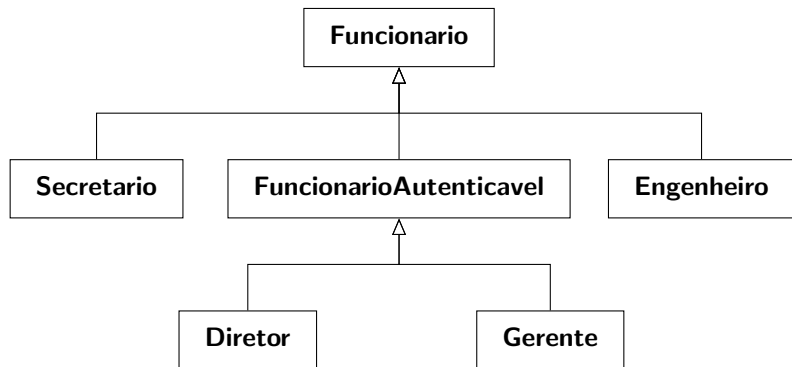 Funcionario
Secretario
FuncionarioAutenticavel
Engenheiro
Diretor
Gerente